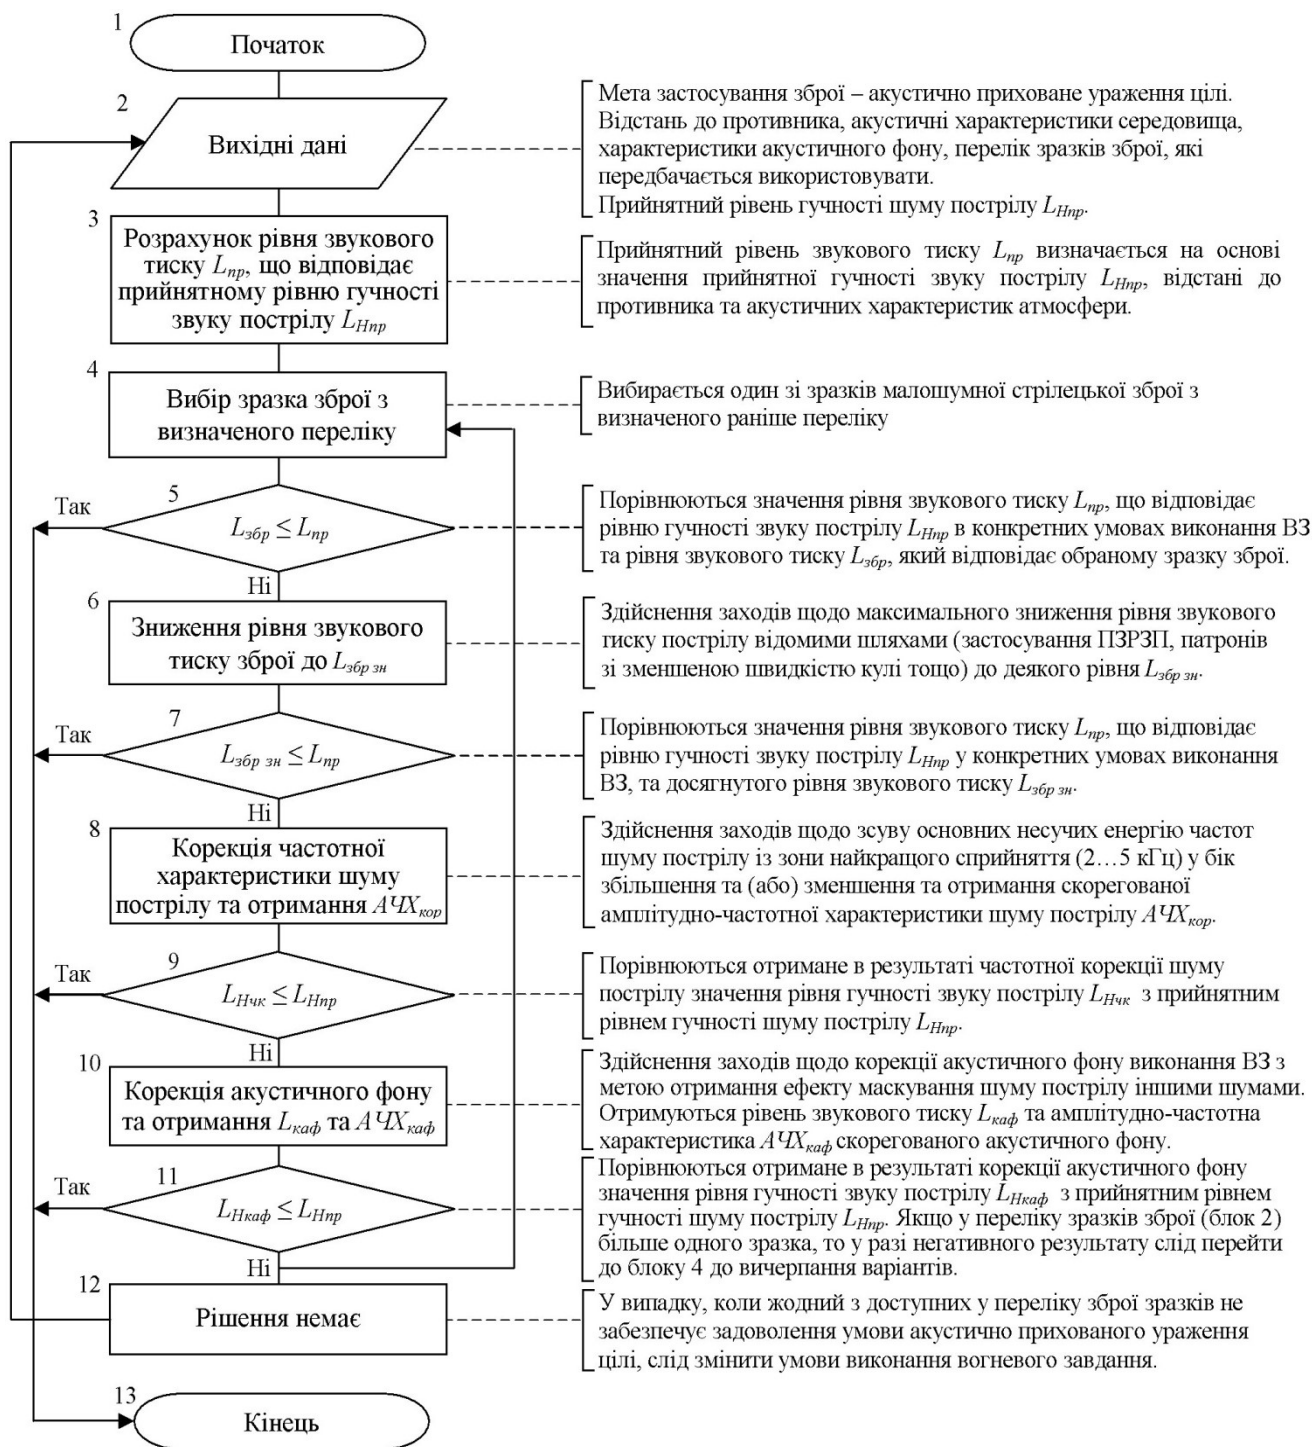 1
Початок
2
Вихідні дані
Мета застосування зброї – акустично приховане ураження цілі.
Відстань до противника, акустичні характеристики середовища,
характеристики акустичного фону, перелік зразків зброї, які
передбачається використовувати.
Прийнятний рівень гучності шуму пострілу LНпр.
3
Розрахунок рівня звукового
тиску Lпр, що відповідає
прийнятному рівню гучності
звуку пострілу LНпр
Прийнятний рівень звукового тиску Lпр визначається на основі
значення прийнятної гучності звуку пострілу LНпр, відстані до
противника та акустичних характеристик атмосфери.
4
Вибір зразка зброї з
визначеного переліку
Вибирається один зі зразків малошумної стрілецької зброї з
визначеного раніше переліку
5
Так
Lзбр ≤ Lпр
Ні
Порівнюються значення рівня звукового тиску Lпр, що відповідає
рівню гучності звуку пострілу LНпр в конкретних умовах виконання ВЗ
та рівня звукового тиску Lзбр, який відповідає обраному зразку зброї.
6
Зниження рівня звукового
тиску зброї до Lзбр зн
Здійснення заходів щодо максимального зниження рівня звукового
тиску пострілу відомими шляхами (застосування ПЗРЗП, патронів
зі зменшеною швидкістю кулі тощо) до деякого рівня Lзбр зн.
7
Так
Lзбр зн ≤ Lпр
Ні
Порівнюються значення рівня звукового тиску Lпр, що відповідає
рівню гучності звуку пострілу LНпр у конкретних умовах виконання
ВЗ, та досягнутого рівня звукового тиску Lзбр зн.
8
Корекція частотної
характеристики шуму
пострілу та отримання АЧХкор
Здійснення заходів щодо зсуву основних несучих енергію частот
шуму пострілу із зони найкращого сприйняття (2…5 кГц) у бік
збільшення та (або) зменшення та отримання скорегованої
амплітудно-частотної характеристики шуму пострілу АЧХкор.
9
Так
LНчк ≤ LНпр
Ні
Порівнюються отримане в результаті частотної корекції шуму
пострілу значення рівня гучності звуку пострілу LНчк з прийнятним
рівнем гучності шуму пострілу LНпр.
10
Корекція акустичного фону
та отримання Lкаф та АЧХкаф
Здійснення заходів щодо корекції акустичного фону виконання ВЗ з
метою отримання ефекту маскування шуму пострілу іншими шумами.
Отримуються рівень звукового тиску Lкаф та амплітудно-частотна
характеристика АЧХкаф скорегованого акустичного фону.
11
Так
LНкаф ≤ LНпр
Ні
Порівнюються отримане в результаті корекції акустичного фону
значення рівня гучності звуку пострілу LНкаф з прийнятним рівнем
гучності шуму пострілу LНпр. Якщо у переліку зразків зброї (блок 2)
більше одного зразка, то у разі негативного результату слід перейти
до блоку 4 до вичерпання варіантів.
12
Рішення немає
У випадку, коли жодний з доступних у переліку зброї зразків не
забезпечує задоволення умови акустично прихованого ураження
цілі, слід змінити умови виконання вогневого завдання.
13
Кінець